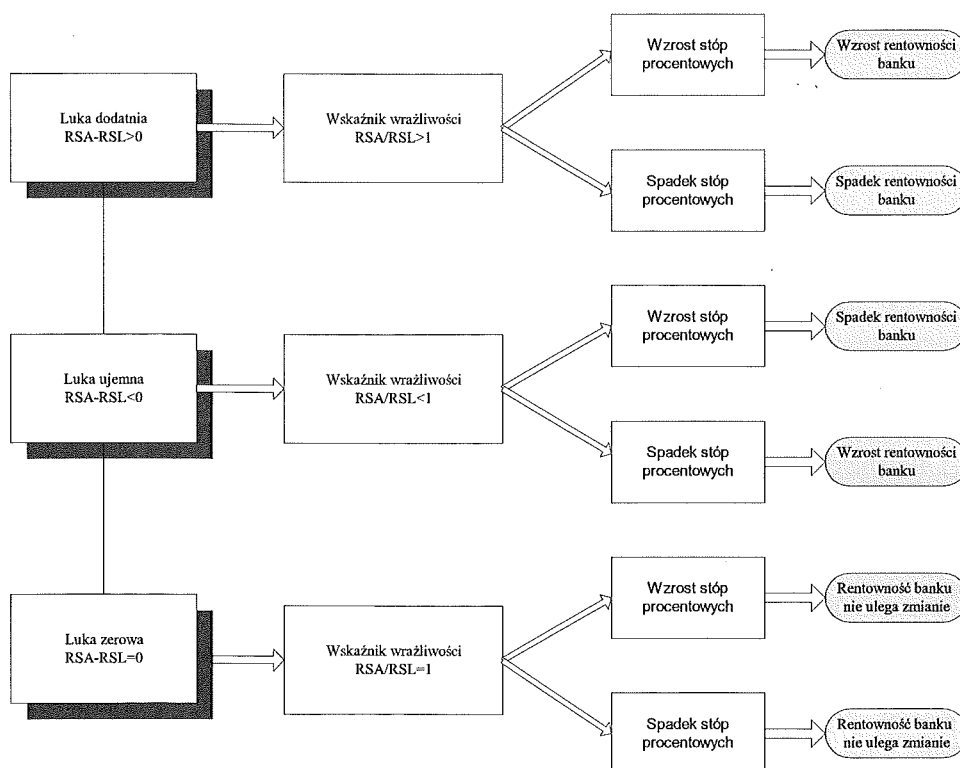 Luka dodatnia
RSA-RSL>0
Wskaźnik wrażliwości
RSA/RSL>1
Wzrost stóp
procentowych
Wzrost rentowności
banku
Spadek stóp
procentowych
Spadek rentowności
banku
Luka ujemna
RSA-RSL<0
Wskaźnik wrażliwości
RSA/RSL<1
Wzrost stóp
procentowych
Spadek rentowności
banku
Spadek stóp
procentowych
Wzrost rentowności
banku
Luka zerowa
RSA-RSL=0
Wskaźnik wrażliwości
RSA/RSL=1
Wzrost stóp
procentowych
Rentowność banku
nie ulega zmianie
Spadek stóp
procentowych
Rentowność banku
nie ulega zmianie